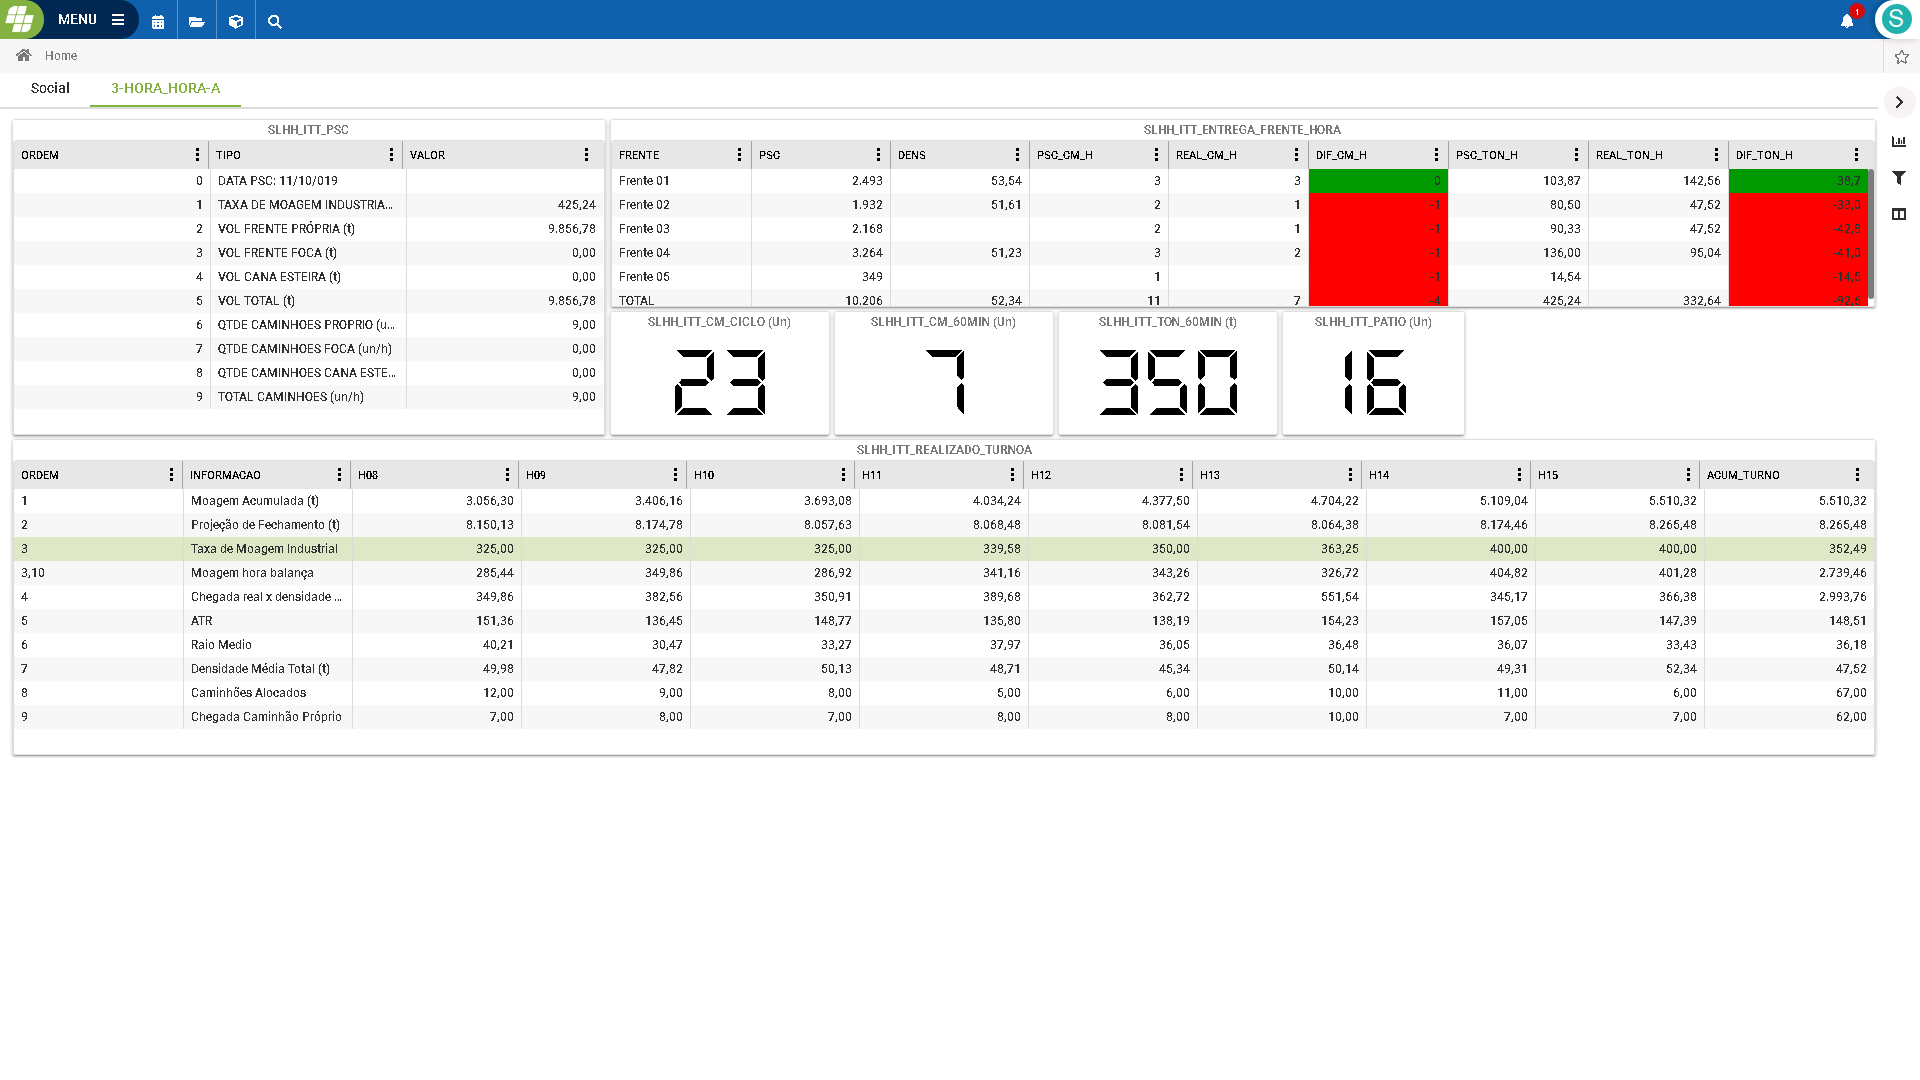 MENU
1
S
Home
Social
3-HORA_HORA-A
SLHH_ITT_PSC
ORDEM TIPO VALOR
0 DATA PSC: 11/10/019
1 TAXA DE MOAGEM INDUSTRIA... 425,24
2 VOL FRENTE PRÓPRIA (t) 9.856,78
3 VOL FRENTE FOCA (t) 0,00
4 VOL CANA ESTEIRA (t) 0,00
5 VOL TOTAL (t) 9.856,78
6 QTDE CAMINHOES PROPRIO (u... 9,00
7 QTDE CAMINHOES FOCA (un/h) 0,00
8 QTDE CAMINHOES CANA ESTE... 0,00
9 TOTAL CAMINHOES (un/h) 9,00
SLHH_ITT_ENTREGA_FRENTE_HORA
FRENTE PSC DENS PSC_CM_H REAL_CM_H DIF_CM_H PSC_TON_H REAL_TON_H DIF_TON_H
Frente 01 2.493 53,54 3 3 0 103,87 142,56 38,7
Frente 02 1.932 51,61 2 1 -1 80,50 47,52 -33,0
Frente 03 2.168 2 1 -1 90,33 47,52 -42,8
Frente 04 3.264 51,23 3 2 -1 136,00 95,04 -41,0
Frente 05 349 1 -1 14,54 -14,5
TOTAL 10.206 52,34 11 7 -4 425,24 332,64 -92,6
SLHH_ITT_CM_CICLO (Un)
23
SLHH_ITT_CM_60MIN (Un)
7
SLHH_ITT_TON_60MIN (t)
350
SLHH_ITT_PATIO (Un)
16
SLHH_ITT_REALIZADO_TURNOA
ORDEM INFORMACAO H08 H09 H10 H11 H12 H13 H14 H15 ACUM_TURNO
1 Moagem Acumulada (t) 3.056,30 3.406,16 3.693,08 4.034,24 4.377,50 4.704,22 5.109,04 5.510,32 5.510,32
2 Projeção de Fechamento (t) 8.150,13 8.174,78 8.057,63 8.068,48 8.081,54 8.064,38 8.174,46 8.265,48 8.265,48
3 Taxa de Moagem Industrial 325,00 325,00 325,00 339,58 350,00 363,25 400,00 400,00 352,49
3,10 Moagem hora balança 285,44 349,86 286,92 341,16 343,26 326,72 404,82 401,28 2.739,46
4 Chegada real x densidade ... 349,86 382,56 350,91 389,68 362,72 551,54 345,17 366,38 2.993,76
5 ATR 151,36 136,45 148,77 135,80 138,19 154,23 157,05 147,39 148,51
6 Raio Medio 40,21 30,47 33,27 37,97 36,05 36,48 36,07 33,43 36,18
7 Densidade Média Total (t) 49,98 47,82 50,13 48,71 45,34 50,14 49,31 52,34 47,52
8 Caminhões Alocados 12,00 9,00 8,00 5,00 6,00 10,00 11,00 6,00 67,00
9 Chegada Caminhão Próprio 7,00 8,00 7,00 8,00 8,00 10,00 7,00 7,00 62,00